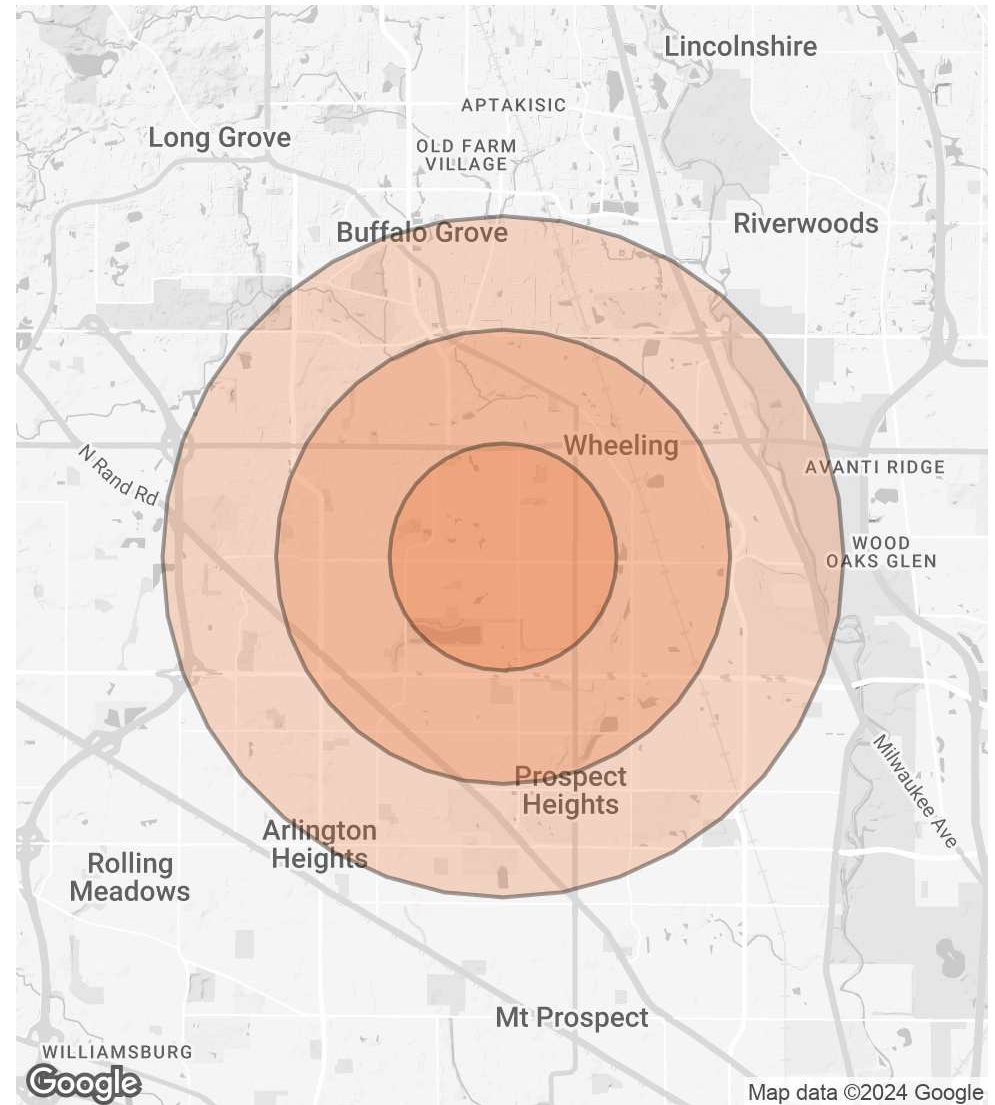 Lincolnshire
APTAKISIC
Long Grove
OLD FARM
VILLAGE
Riverwoods
Buffalo Grove
Wheeling
N Rand Rd
AVANTI RIDGE
WOOD
OAKS GLEN
Milwaukee Ave
Prospect
Heights
Arlington
Heights
Rolling
Meadows
Mt Prospect
WILLIAMSBURG
Google
Map data ©2024 Google